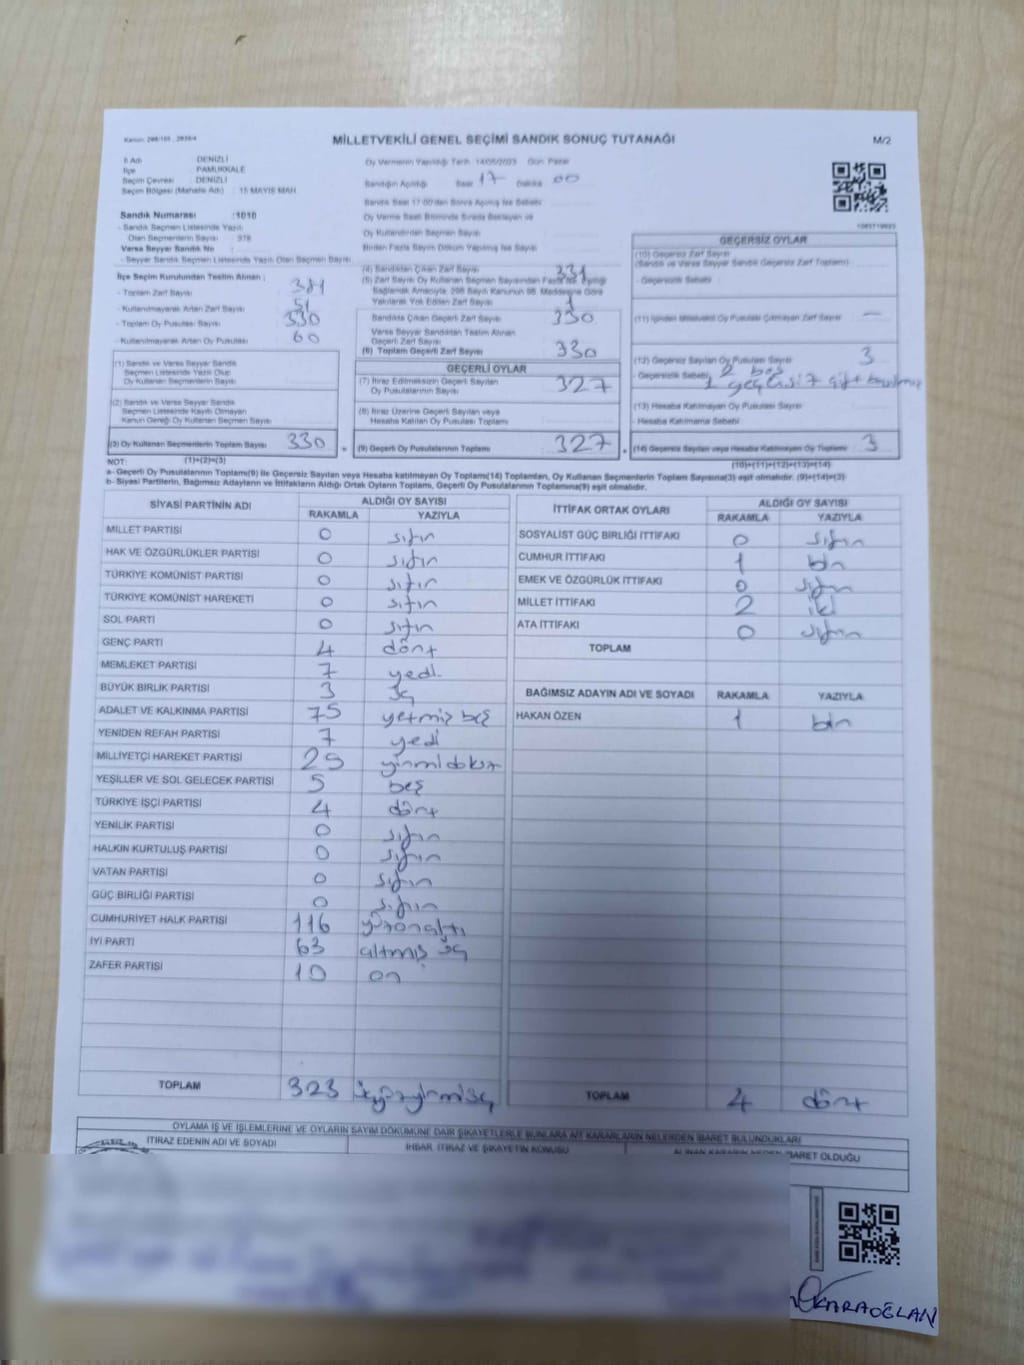 Kanun: 298/105 , 2839/4
MİLLETVEKİLİ GENEL SEÇİMİ SANDIK SONUÇ TUTANAĞI
M/2
İl Adı : DENİZLİ
İlçe : PAMUKKALE
Seçim Çevresi : DENİZLİ
Seçim Bölgesi (Mahalle Adı) : 15 MAYIS MAH
Sandık Numarası :1010
- Sandık Seçmen Listesinde Yazılı
Olan Seçmenlerin Sayısı 378
Varsa Seyyar Sandık No
- Seyyar Sandık Seçmen Listesinde Yazılı Olan Seçmen Sayısı
Oy Vermenin Yapıldığı Tarih 14/05/2023 Gün Pazar
Sandığın Açıldığı Saat 17 Dakika 00
Sandık Saat 17:00'dan Sonra Açılmış İse Sebebi
Oy Verme Saati Bitiminde Sırada Bekleyen ve
Oy Kullandırılan Seçmen Sayısı
Birden Fazla Sayım Döküm Yapılmış İse Sayısı
İlçe Seçim Kurulundan Teslim Alınan ;
- Toplam Zarf Sayısı 381
- Kullanılmayarak Artan Zarf Sayısı 51
- Toplam Oy Pusulası Sayısı 330
- Kullanılmayarak Artan Oy Pusulası 60
(4) Sandıktan Çıkan Zarf Sayısı 331
(5) Zarf Sayısı Oy Kullanan Seçmen Sayısından Fazla ise, Eşitliği
Sağlamak Amacıyla, 298 Sayılı Kanunun 98. Maddesine Göre
Yakılarak Yok Edilen Zarf Sayısı 1
Sandıkta Çıkan Geçerli Zarf Sayısı 330
Varsa Seyyar Sandıktan Teslim Alınan
Geçerli Zarf Sayısı
(6) Toplam Geçerli Zarf Sayısı 330
GEÇERSİZ OYLAR
(10) Geçersiz Zarf Sayısı
(Sandık ve Varsa Seyyar Sandık Geçersiz Zarf Toplamı)
- Geçersizlik Sebebi
(11) İçinden Milletvekili Oy Pusulası Çıkmayan Zarf Sayısı —
(12) Geçersiz Sayılan Oy Pusulası Sayısı 3
- Geçersizlik Sebebi 2 boş
(13) Hesaba Katılmayan Oy Pusulası Sayısı
- Hesaba Katılmama Sebebi
(14) Geçersiz Sayılan veya Hesaba Katılmayan Oy Toplamı 3
(10)+(11)+(12)+(13)=(14)
(1) Sandık ve Varsa Seyyar Sandık
Seçmen Listesinde Yazılı Olup
Oy Kullanan Seçmen Sayısı
(2) Sandık ve Varsa Seyyar Sandık
Seçmen Listesinde Kayıtlı Olmayan
Kanun Gereği Oy Kullanan Seçmen Sayısı
(3) Oy Kullanan Seçmenlerin Toplam Sayısı 330
(1)+(2)=(3)
GEÇERLİ OYLAR
(7) İtiraz Edilmeksizin Geçerli Sayılan
Oy Pusulalarının Sayısı 327
(8) İtiraz Üzerine Geçerli Sayılan veya
Hesaba Katılan Oy Pusulası Sayısı
(9) Geçerli Oy Pusulalarının Toplamı 327
NOT:
a- Geçerli Oy Pusulalarının Toplamı(9) ile Geçersiz Sayılan veya Hesaba katılmayan Oy Toplamı(14) Toplamları, Oy Kullanan Seçmenlerin Toplam Sayısına(3) eşit olmalıdır. (9)+(14)=(3)
b- Siyasi Partilerin, Bağımsız Adayların ve İttifakların Aldığı Ortak Oyların Toplamı, Geçerli Oy Pusulalarının Toplamına(9) eşit olmalıdır.
SİYASİ PARTİNİN ADI ALDIĞI OY SAYISI
RAKAMLA YAZIYLA
MİLLET PARTİSİ 0 sıfır
HAK VE ÖZGÜRLÜKLER PARTİSİ 0 sıfır
TÜRKİYE KOMÜNİST PARTİSİ 0 sıfır
TÜRKİYE KOMÜNİST HAREKETİ 0 sıfır
SOL PARTİ 0 sıfır
GENÇ PARTİ 4 dört
MEMLEKET PARTİSİ 7 yedi
BÜYÜK BİRLİK PARTİSİ 3 üç
ADALET VE KALKINMA PARTİSİ 75 yetmiş beş
YENİDEN REFAH PARTİSİ 7 yedi
MİLLİYETÇİ HAREKET PARTİSİ 29 yirmi dokuz
YEŞİLLER VE SOL GELECEK PARTİSİ 5 beş
TÜRKİYE İŞÇİ PARTİSİ 4 dört
YENİLİK PARTİSİ 0 sıfır
HALKIN KURTULUŞ PARTİSİ 0 sıfır
VATAN PARTİSİ 0 sıfır
GÜÇ BİRLİĞİ PARTİSİ 0 sıfır
CUMHURİYET HALK PARTİSİ 116 yüzonaltı
İYİ PARTİ 63 altmış üç
ZAFER PARTİSİ 10 on
TOPLAM 323 üçyüzyirmiüç
İTTİFAK ORTAK OYLARI ALDIĞI OY SAYISI
RAKAMLA YAZIYLA
SOSYALİST GÜÇ BİRLİĞİ İTTİFAKI 0 sıfır
CUMHUR İTTİFAKI 1 bir
EMEK VE ÖZGÜRLÜK İTTİFAKI 0 sıfır
MİLLET İTTİFAKI 2 iki
ATA İTTİFAKI 0 sıfır
TOPLAM
BAĞIMSIZ ADAYIN ADI VE SOYADI RAKAMLA YAZIYLA
HAKAN ÖZEN 1 bir
TOPLAM 4 dört
OYLAMA İŞ VE İŞLEMLERİNE VE OYLARIN SAYIM DÖKÜMÜNE DAİR ŞİKAYETLERLE BUNLARA AİT KARARLARIN NELERDEN İBARET BULUNDUKLARI
İTİRAZ EDENİN ADI VE SOYADI İHBAR, İTİRAZ VE ŞİKAYETİN KONUSU ALINAN KARARIN NEDEN İBARET OLDUĞU
KARAOĞLAN